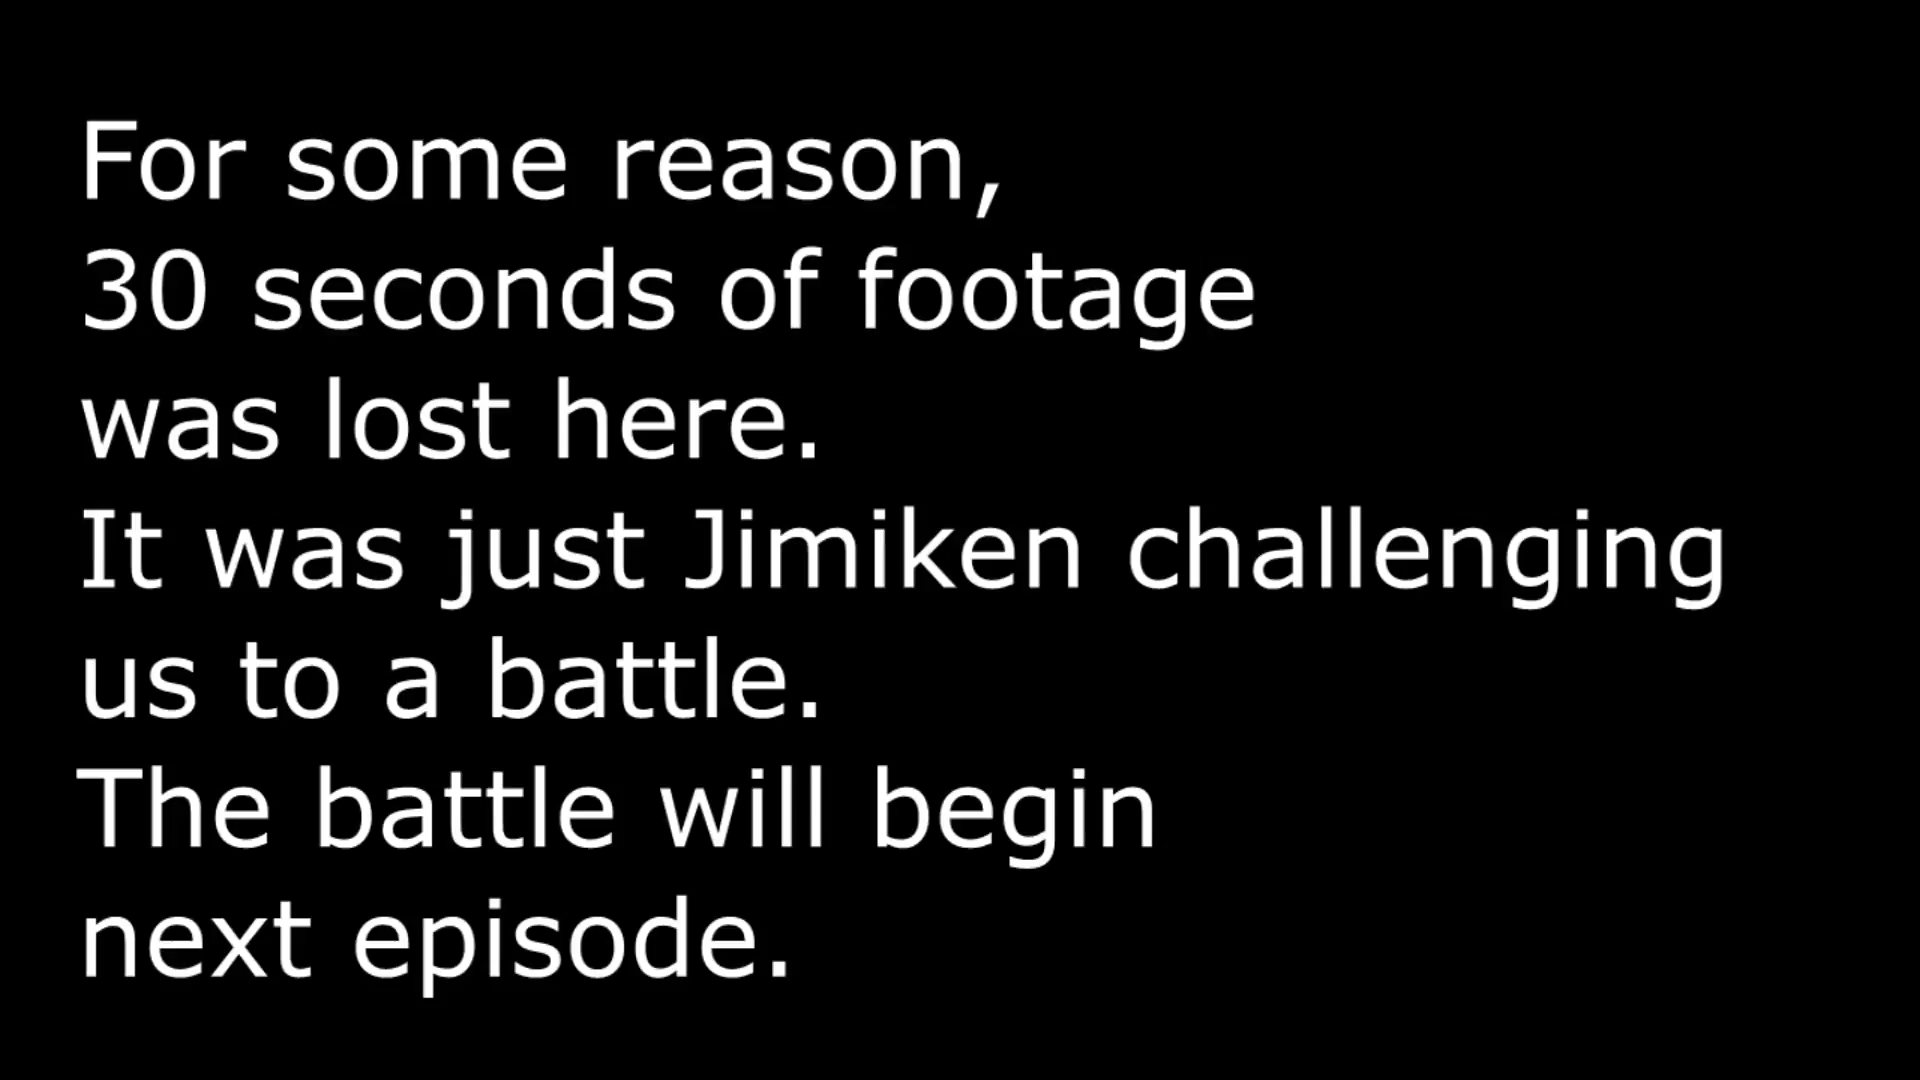 For some reason,
30 seconds of footage
was lost here.
It was just Jimiken challenging
us to a battle.
The battle will begin
next episode.